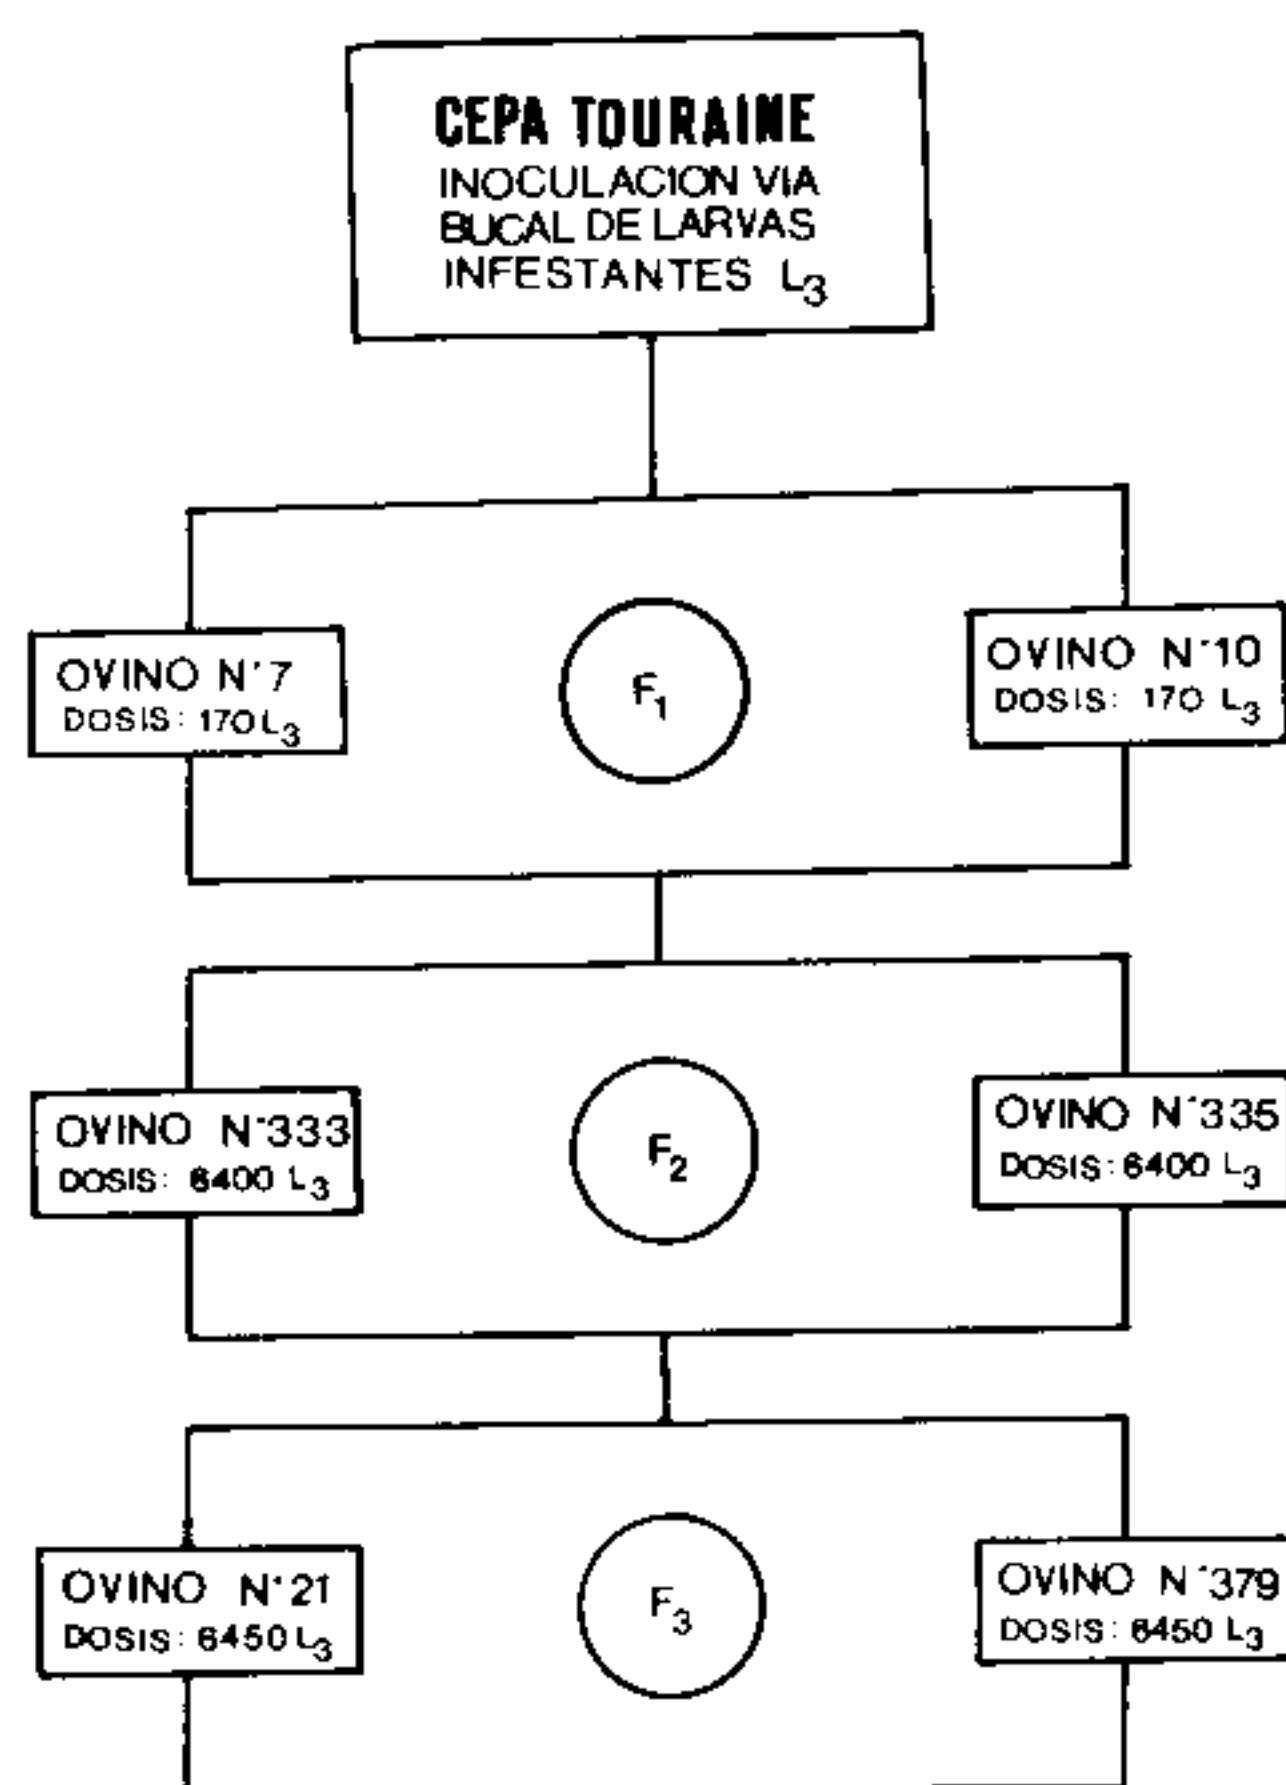 CEPA TOURAINE
INOCULACION VIA
BUCAL DE LARVAS
INFESTANTES L3
OVINO N°7
DOSIS: 170 L3
F1
OVINO N°10
DOSIS: 170 L3
OVINO N°333
DOSIS: 6400 L3
F2
OVINO N°335
DOSIS: 6400 L3
OVINO N°21
DOSIS: 6450 L3
F3
OVINO N°379
DOSIS: 6450 L3